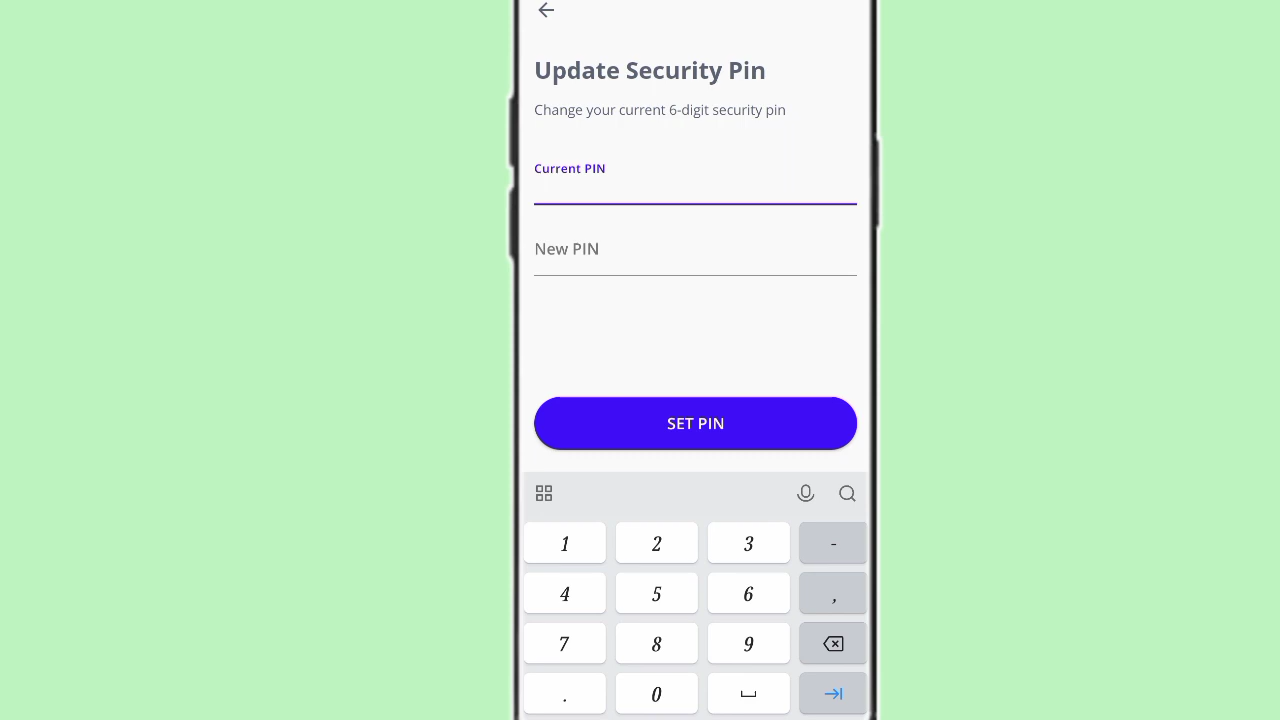 Update Security Pin
Change your current 6-digit security pin
Current PIN
New PIN
SET PIN
1 2 3 -
4 5 6 ,
7 8 9
. 0